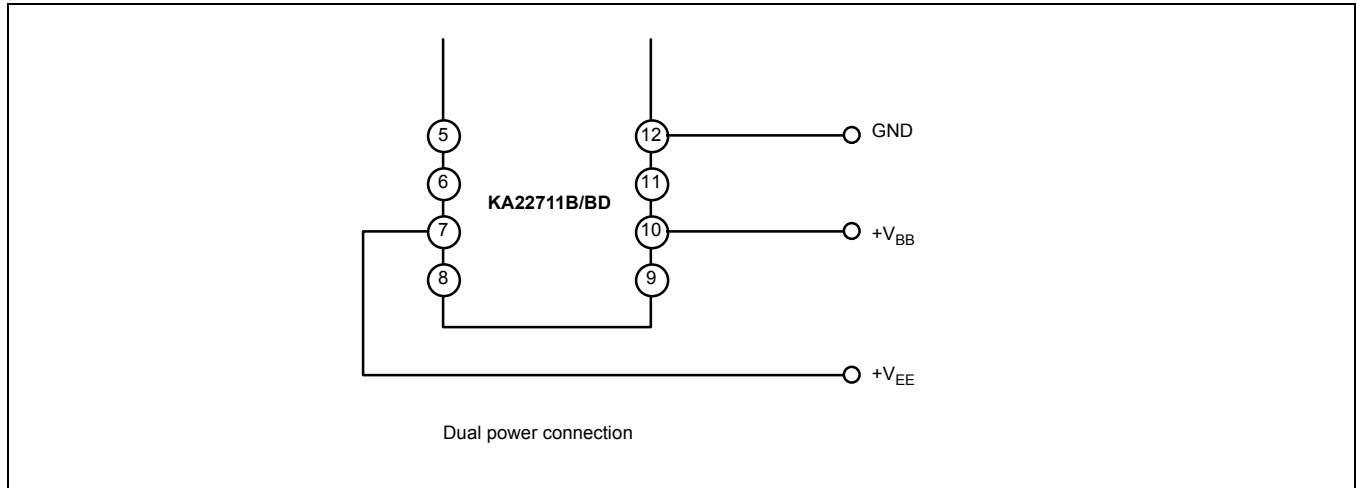 5 12 GND
6 11
KA22711B/BD
7 10 +VBB
8 9
+VEE
Dual power connection